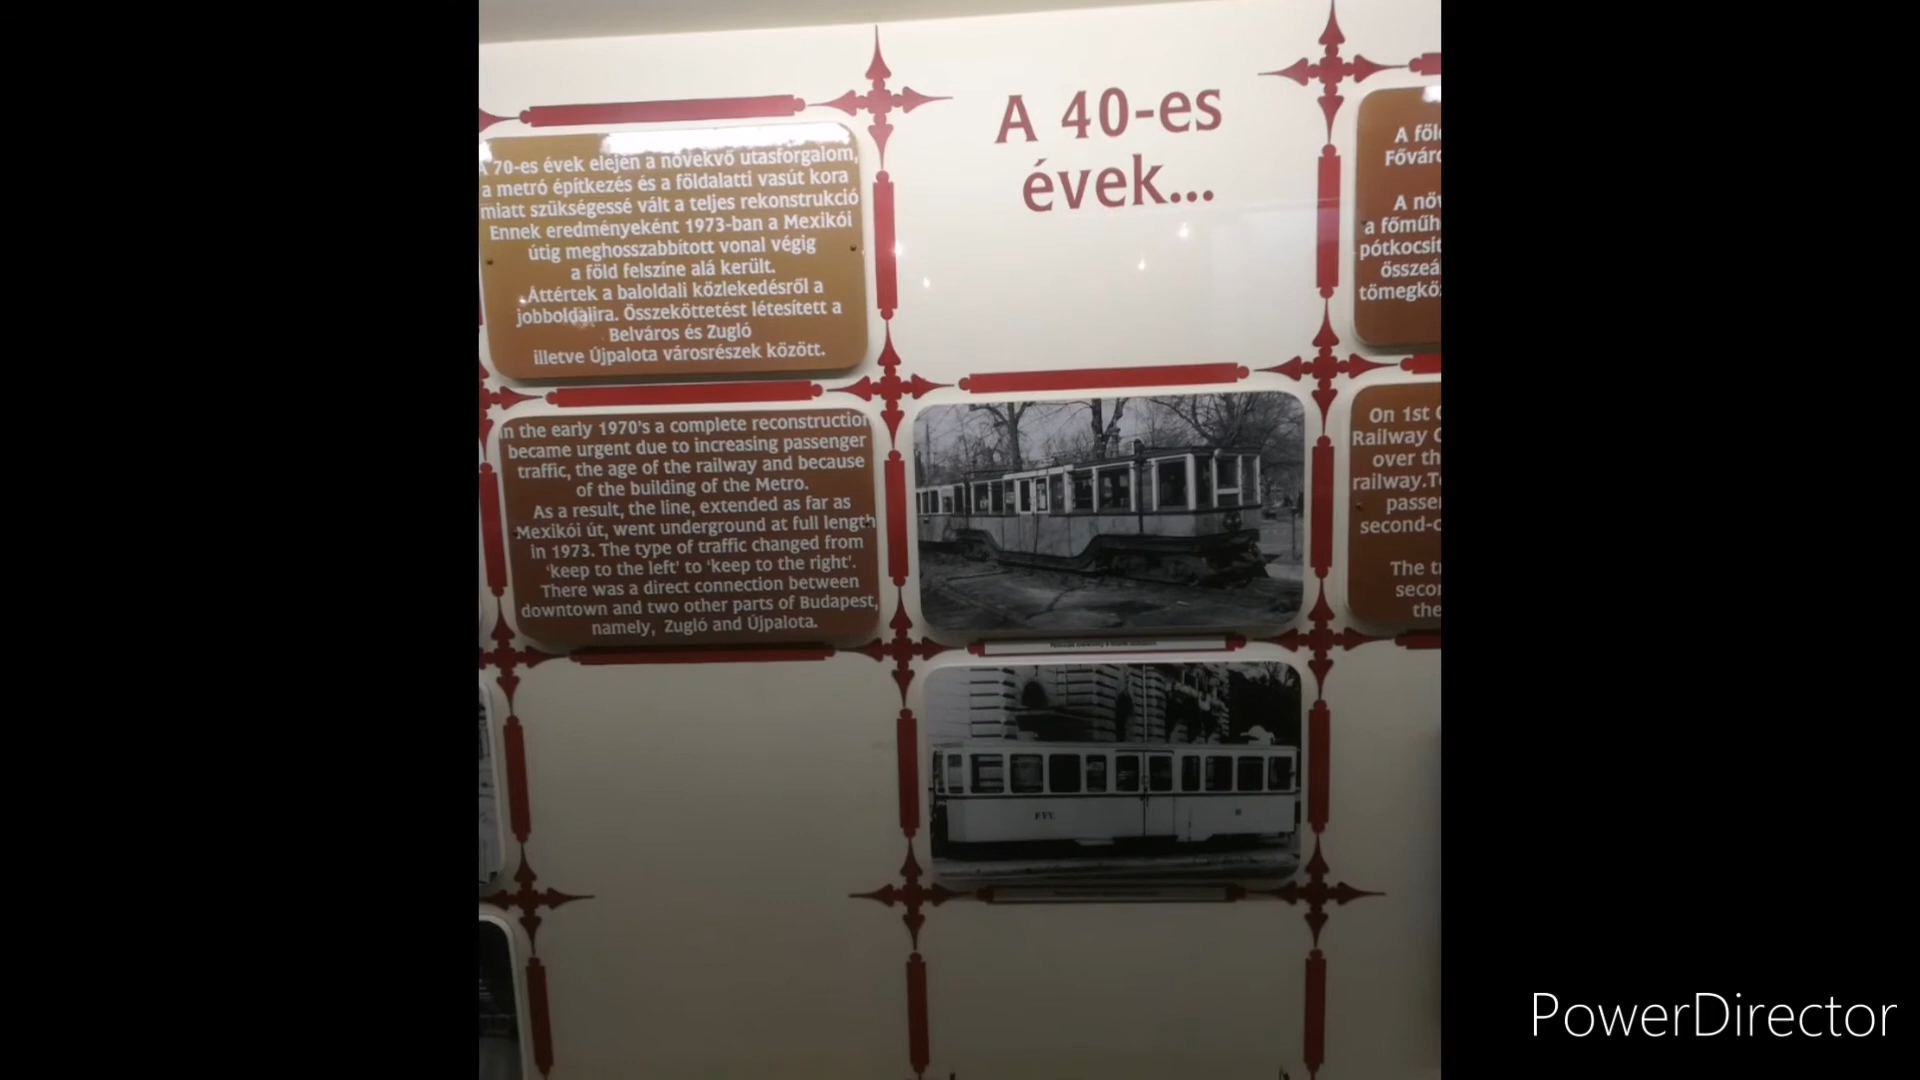 A 70-es évek elején a növekvő utasforgalom,
a metró építkezés és a földalatti vasút kora
miatt szükségessé vált a teljes rekonstrukció
Ennek eredményeként 1973-ban a Mexikói
útig meghosszabbított vonal végig
a föld felszíne alá került.
Áttértek a baloldali közlekedésről a
jobboldalira. Összeköttetést létesített a
Belváros és Zugló
illetve Újpalota városrészek között.
In the early 1970's a complete reconstruction
became urgent due to increasing passenger
traffic, the age of the railway and because
of the building of the Metro.
As a result, the line, extended as far as
Mexikói út, went underground at full length
in 1973. The type of traffic changed from
'keep to the left' to 'keep to the right'.
There was a direct connection between
downtown and two other parts of Budapest,
namely, Zugló and Újpalota.
A 40-es
évek...
A föl
Fővár
A nö
a főműh
pótkocsit
összeá
tömegkö
On 1st
Railway
over th
railway.T
passe
second-c
The t
seco
the
PowerDirector